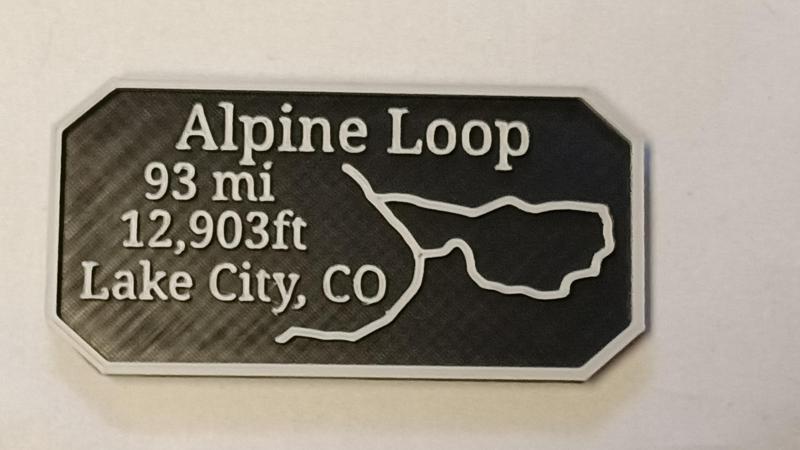 Alpine Loop
93 mi
12,903ft
Lake City, CO